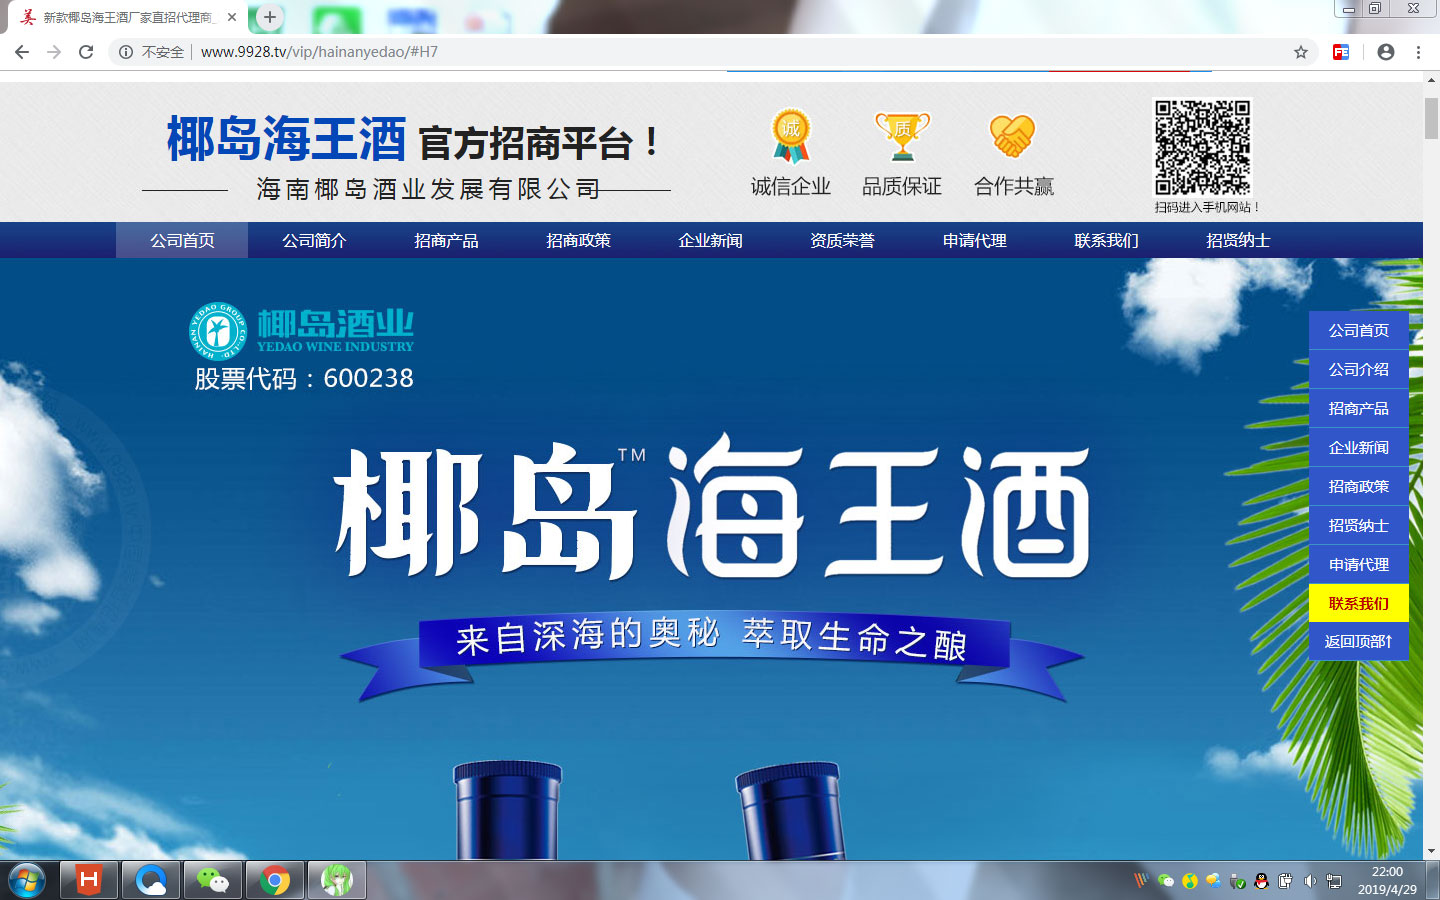 新款椰岛海王酒厂家直招代理商_
不安全
www.9928.tv/vip/hainanyedao/#H7
椰岛海王酒 官方招商平台！
海南椰岛酒业发展有限公司
诚
质
诚信企业
品质保证
合作共赢
扫码进入手机网站！
公司首页
公司简介
招商产品
招商政策
企业新闻
资质荣誉
申请代理
联系我们
招贤纳士
HAINAN YEDAO GROUP CO.,LTD.
椰岛酒业
YEDAO WINE INDUSTRY
股票代码：600238
椰岛™海王酒
来自深海的奥秘 萃取生命之酿
公司首页
公司介绍
招商产品
企业新闻
招商政策
招贤纳士
申请代理
联系我们
返回顶部↑
22:00
2019/4/29